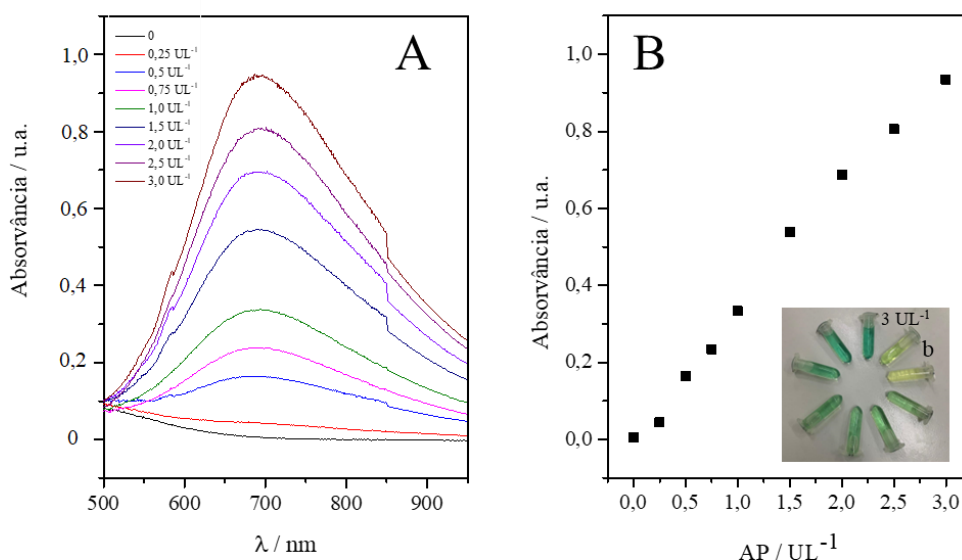 A
0
0,25 UL⁻¹
0,5 UL⁻¹
0,75 UL⁻¹
1,0 UL⁻¹
1,5 UL⁻¹
2,0 UL⁻¹
2,5 UL⁻¹
3,0 UL⁻¹
Absorvância / u.a.
1,0
0,8
0,6
0,4
0,2
0
500 600 700 800 900
λ / nm
B
Absorvância / u.a.
1,0
0,8
0,6
0,4
0,2
0,0
3 UL⁻¹
b
0,0 0,5 1,0 1,5 2,0 2,5 3,0
AP / UL⁻¹